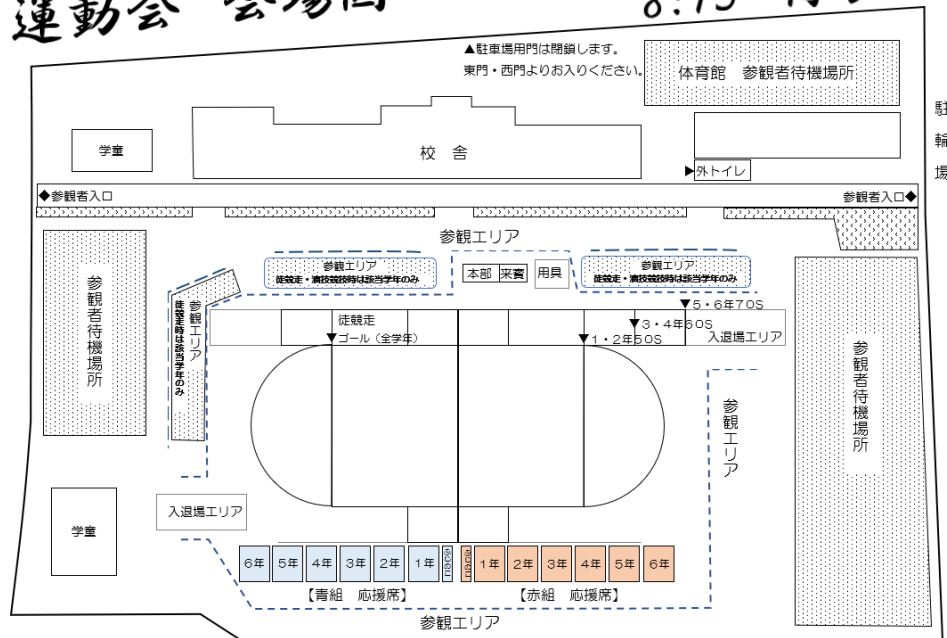 運動会 会場図
8:15
▲駐車場用門は閉鎖します。
東門・西門よりお入りください。
体育館 参観者待機場所
駐輪場
学童
校 舎
▶外トイレ
◆参観者入口
参観者入口◆
参観エリア
参観エリア
徒競走・演技競技時は該当学年のみ
本部
来賓
用具
参観エリア
徒競走・演技競技時は該当学年のみ
参観者待機場所
参観エリア
徒競走時は該当学年のみ
▼5・6年70S
徒競走
▼ゴール（全学年）
▼3・4年60S
▼1・2年50S
入退場エリア
参観者待機場所
参観エリア
入退場エリア
学童
6年
5年
4年
3年
2年
1年
1年
2年
3年
4年
5年
6年
【青組 応援席】
【赤組 応援席】
参観エリア